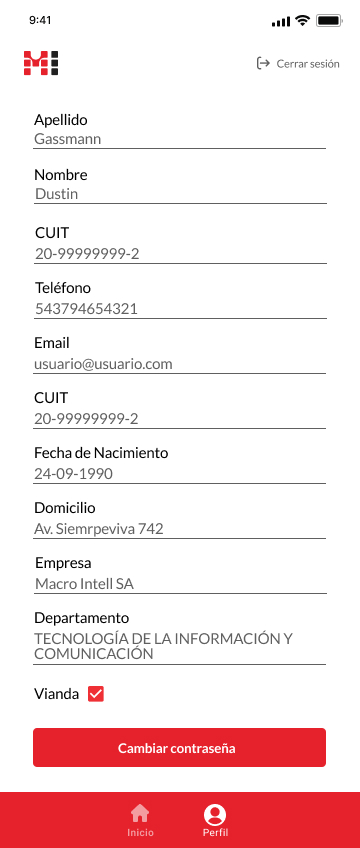 9:41
MI
Cerrar sesión
Apellido
Gassmann
Nombre
Dustin
CUIT
20-99999999-2
Teléfono
543794654321
Email
usuario@usuario.com
CUIT
20-99999999-2
Fecha de Nacimiento
24-09-1990
Domicilio
Av. Siemrpeviva 742
Empresa
Macro Intell SA
Departamento
TECNOLOGÍA DE LA INFORMACIÓN Y
COMUNICACIÓN
Vianda
Cambiar contraseña
Inicio
Perfil